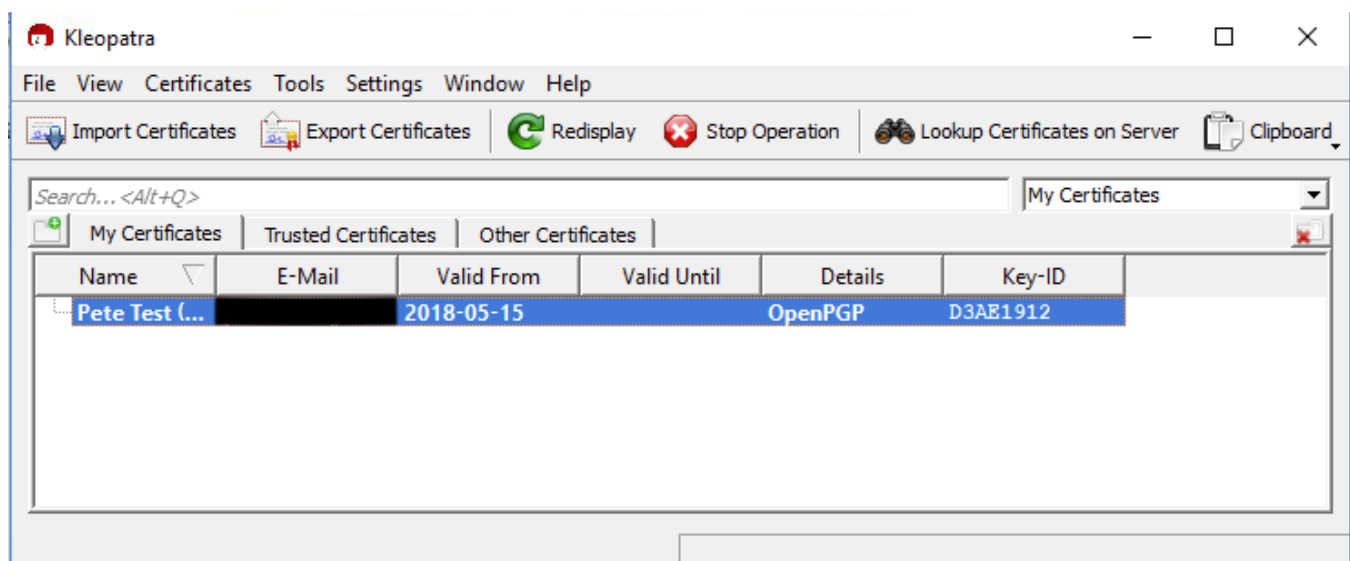 Kleopatra
File View Certificates Tools Settings Window Help
Import Certificates Export Certificates Redisplay Stop Operation Lookup Certificates on Server Clipboard
Search...<Alt+Q> My Certificates
My Certificates Trusted Certificates Other Certificates
Name E-Mail Valid From Valid Until Details Key-ID
Pete Test (... 2018-05-15 OpenPGP D3AE1912